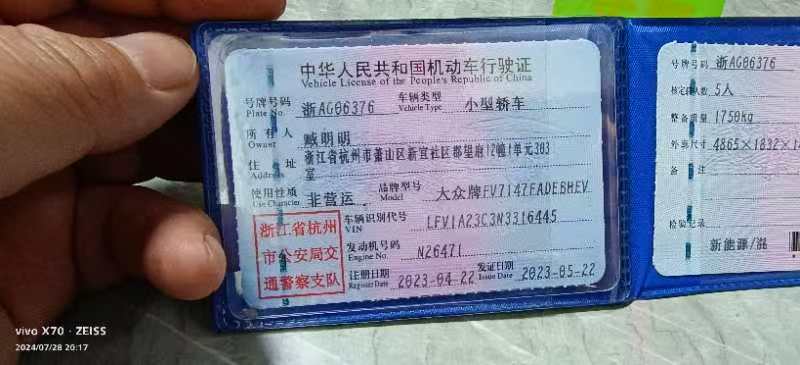 中华人民共和国机动车行驶证
Vehicle License of the People's Republic of China
号牌号码 浙AG06376 车辆类型 小型轿车
Plate No. Vehicle Type
所有人 臧明明
Owner
住址 浙江省杭州市萧山区新宜社区郡望府12幢1单元303室
Address
使用性质 非营运 品牌型号 大众牌FV7147FADEBHEV
Use Character Model
浙江省杭州
市公安局交
通警察支队
车辆识别代号 LFV1A23C3N3316445
VIN
发动机号码 N26471
Engine No.
注册日期 2023-04-22 发证日期 2023-05-22
Register Date Issue Date
号牌号码 浙AG06376
核定载人数 5人
整备质量 1750kg
外廓尺寸 4865×1832×1
备注
检验记录
新能源/混
vivo X70 · ZEISS
2024/07/28 20:17